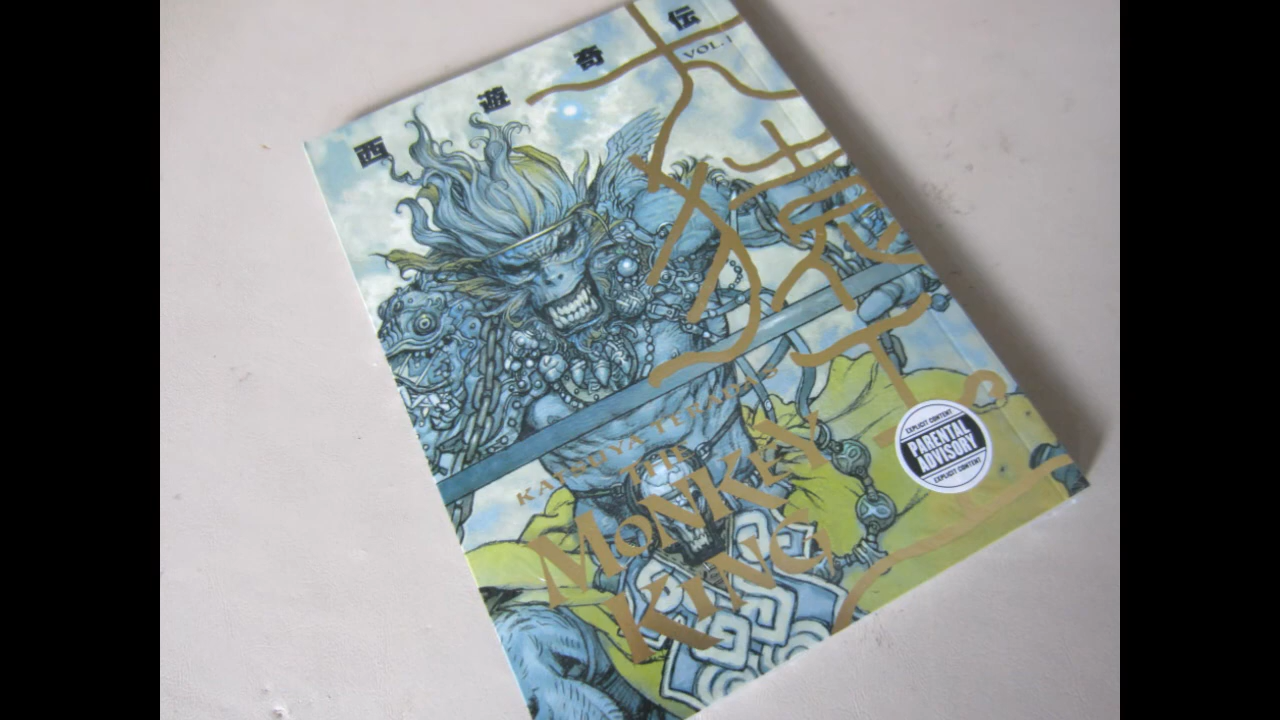 西遊奇伝
大猿王
VOL.1
KATSUYA TERADA'S
THE
MONKEY
KING
EXPLICIT CONTENT
PARENTAL
ADVISORY
EXPLICIT CONTENT